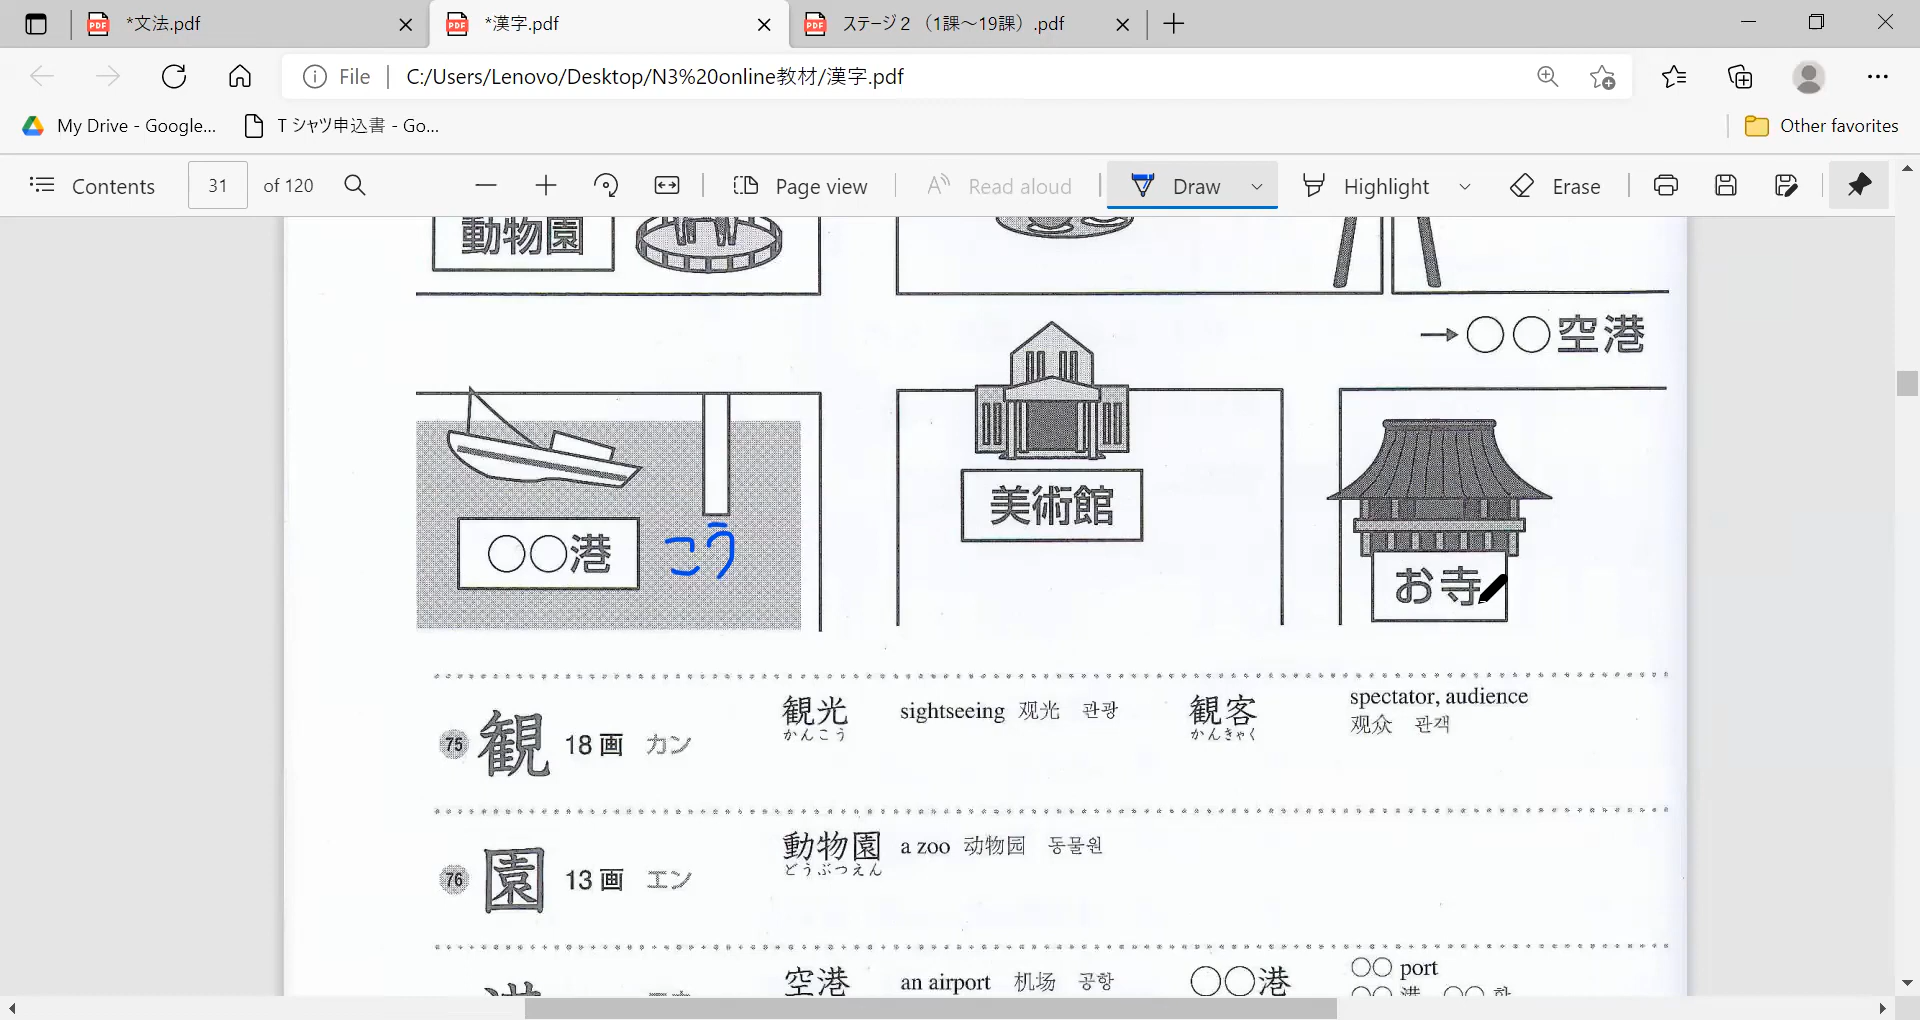 *文法.pdf
*漢字.pdf
ステージ2（1課～19課）.pdf
File
C:/Users/Lenovo/Desktop/N3%20online教材/漢字.pdf
My Drive - Google...
Tシャツ申込書 - Go...
Other favorites
Contents
31
of 120
Page view
Read aloud
Draw
Highlight
Erase
動物園
→○○空港
○○港
こう
美術館
お寺
75 観 18画 カン 観光 かんこう sightseeing 观光 관광 観客 かんきゃく spectator, audience 观众 관객
76 園 13画 エン 動物園 どうぶつえん a zoo 动物园 동물원
空港 an airport 机场 공항 ○○港 ○○ port